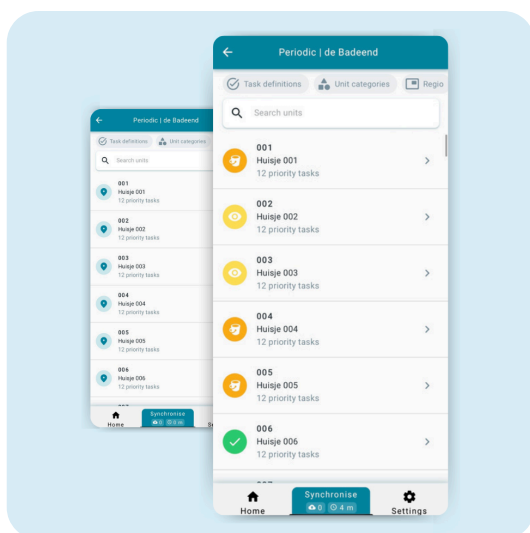 Periodic | de Badeend
Task definitions
Unit categories
Search units
001
Huisje 001
12 priority tasks
002
Huisje 002
12 priority tasks
003
Huisje 003
12 priority tasks
004
Huisje 004
12 priority tasks
005
Huisje 005
12 priority tasks
006
Huisje 006
12 priority tasks
Synchronise
0 0 m
Home
Periodic | de Badeend
Task definitions
Unit categories
Regio
Search units
001
Huisje 001
12 priority tasks
002
Huisje 002
12 priority tasks
003
Huisje 003
12 priority tasks
004
Huisje 004
12 priority tasks
005
Huisje 005
12 priority tasks
006
Huisje 006
12 priority tasks
Synchronise
0 4 m
Home
Settings